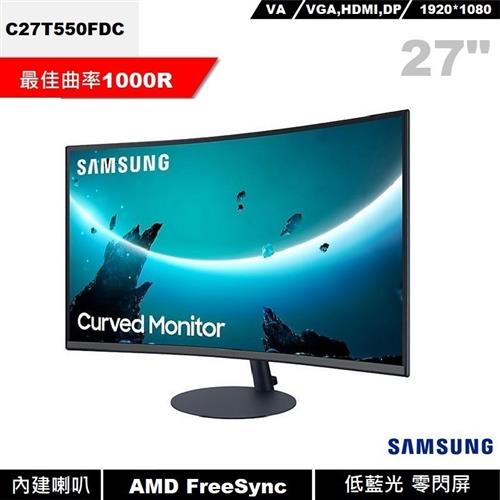 C27T550FDC
VA
VGA,HDMI,DP
1920*1080
最佳曲率1000R
27"
SAMSUNG
Curved Monitor
SAMSUNG
內建喇叭
AMD FreeSync
低藍光 零閃屏